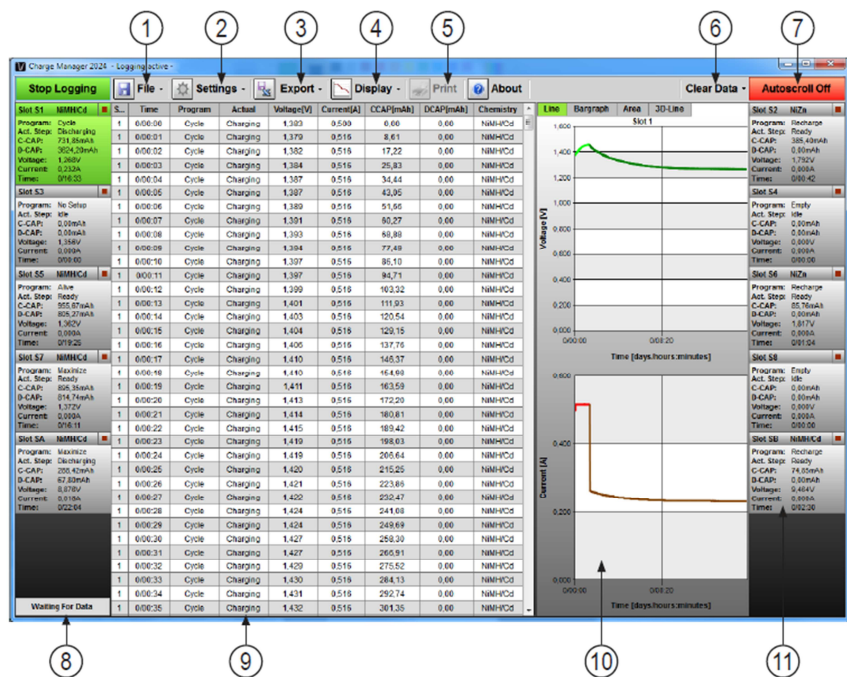 1 2 3 4 5 6 7
Charge Manager 2024 - Logging active -
Stop Logging File Settings Export Display Print About Clear Data Autoscroll Off
Slot S1 NiMH/Cd
Program: Cycle
Act. Step: Discharging
C-CAP: 731,85mAh
D-CAP: 3624,20mAh
Voltage: 1,268V
Current: 0,232A
Time: 0/16:33
Slot S3
Program: No Setup
Act. Step: Idle
C-CAP: 0,00mAh
D-CAP: 0,00mAh
Voltage: 1,356V
Current: 0,000A
Time: 0/00:00
Slot S5 NiMH/Cd
Program: Alive
Act. Step: Ready
C-CAP: 955,67mAh
D-CAP: 805,27mAh
Voltage: 1,362V
Current: 0,000A
Time: 0/19:25
Slot S7 NiMH/Cd
Program: Maximize
Act. Step: Ready
C-CAP: 895,35mAh
D-CAP: 814,74mAh
Voltage: 1,372V
Current: 0,000A
Time: 0/16:11
Slot SA NiMH/Cd
Program: Maximize
Act. Step: Discharging
C-CAP: 288,42mAh
D-CAP: 67,80mAh
Voltage: 8,876V
Current: 0,018A
Time: 0/22:04
Waiting For Data
S... Time Program Actual Voltage[V] Current[A] CCAP[mAh] DCAP[mAh] Chemistry
1 0/00:00 Cycle Charging 1,383 0,500 0,00 0,00 NiMH/Cd
1 0/00:01 Cycle Charging 1,379 0,516 8,61 0,00 NiMH/Cd
1 0/00:02 Cycle Charging 1,382 0,516 17,22 0,00 NiMH/Cd
1 0/00:03 Cycle Charging 1,384 0,516 25,83 0,00 NiMH/Cd
1 0/00:04 Cycle Charging 1,387 0,516 34,44 0,00 NiMH/Cd
1 0/00:05 Cycle Charging 1,387 0,516 43,05 0,00 NiMH/Cd
1 0/00:06 Cycle Charging 1,389 0,516 51,66 0,00 NiMH/Cd
1 0/00:07 Cycle Charging 1,391 0,516 60,27 0,00 NiMH/Cd
1 0/00:08 Cycle Charging 1,393 0,516 68,88 0,00 NiMH/Cd
1 0/00:09 Cycle Charging 1,394 0,516 77,49 0,00 NiMH/Cd
1 0/00:10 Cycle Charging 1,397 0,516 86,10 0,00 NiMH/Cd
1 0/00:11 Cycle Charging 1,397 0,516 94,71 0,00 NiMH/Cd
1 0/00:12 Cycle Charging 1,399 0,516 103,32 0,00 NiMH/Cd
1 0/00:13 Cycle Charging 1,401 0,516 111,93 0,00 NiMH/Cd
1 0/00:14 Cycle Charging 1,403 0,516 120,54 0,00 NiMH/Cd
1 0/00:15 Cycle Charging 1,404 0,516 129,15 0,00 NiMH/Cd
1 0/00:16 Cycle Charging 1,406 0,516 137,76 0,00 NiMH/Cd
1 0/00:17 Cycle Charging 1,410 0,516 146,37 0,00 NiMH/Cd
1 0/00:18 Cycle Charging 1,410 0,516 154,98 0,00 NiMH/Cd
1 0/00:19 Cycle Charging 1,411 0,516 163,59 0,00 NiMH/Cd
1 0/00:20 Cycle Charging 1,413 0,516 172,20 0,00 NiMH/Cd
1 0/00:21 Cycle Charging 1,414 0,516 180,81 0,00 NiMH/Cd
1 0/00:22 Cycle Charging 1,415 0,516 189,42 0,00 NiMH/Cd
1 0/00:23 Cycle Charging 1,419 0,516 198,03 0,00 NiMH/Cd
1 0/00:24 Cycle Charging 1,419 0,516 206,64 0,00 NiMH/Cd
1 0/00:25 Cycle Charging 1,420 0,516 215,25 0,00 NiMH/Cd
1 0/00:26 Cycle Charging 1,421 0,516 223,86 0,00 NiMH/Cd
1 0/00:27 Cycle Charging 1,422 0,516 232,47 0,00 NiMH/Cd
1 0/00:28 Cycle Charging 1,424 0,516 241,08 0,00 NiMH/Cd
1 0/00:29 Cycle Charging 1,424 0,516 249,69 0,00 NiMH/Cd
1 0/00:30 Cycle Charging 1,427 0,516 258,30 0,00 NiMH/Cd
1 0/00:31 Cycle Charging 1,427 0,516 266,91 0,00 NiMH/Cd
1 0/00:32 Cycle Charging 1,429 0,516 275,52 0,00 NiMH/Cd
1 0/00:33 Cycle Charging 1,430 0,516 284,13 0,00 NiMH/Cd
1 0/00:34 Cycle Charging 1,431 0,516 292,74 0,00 NiMH/Cd
1 0/00:35 Cycle Charging 1,432 0,516 301,35 0,00 NiMH/Cd
Line Bargraph Area 3D-Line
Slot 1
1,600
1,400
1,200
1,000
0,800
0,600
0,400
0,200
0,000
Voltage [V]
0/00:00 0/08:20
Time [days/hours:minutes]
0,600
0,400
0,200
0,000
Current [A]
0/00:00 0/08:20
Time [days/hours:minutes]
Slot S2 NiZn
Program: Recharge
Act. Step: Ready
C-CAP: 385,40mAh
D-CAP: 0,00mAh
Voltage: 1,792V
Current: 0,000A
Time: 0/00:42
Slot S4
Program: Empty
Act. Step: Idle
C-CAP: 0,00mAh
D-CAP: 0,00mAh
Voltage: 0,000V
Current: 0,000A
Time: 0/00:00
Slot S6 NiZn
Program: Recharge
Act. Step: Ready
C-CAP: 65,76mAh
D-CAP: 0,00mAh
Voltage: 1,817V
Current: 0,000A
Time: 0/01:04
Slot S8
Program: Empty
Act. Step: Idle
C-CAP: 0,00mAh
D-CAP: 0,00mAh
Voltage: 0,000V
Current: 0,000A
Time: 0/00:00
Slot SB NiMH/Cd
Program: Recharge
Act. Step: Ready
C-CAP: 74,85mAh
D-CAP: 0,00mAh
Voltage: 9,464V
Current: 0,000A
Time: 0/02:30
8 9 10 11